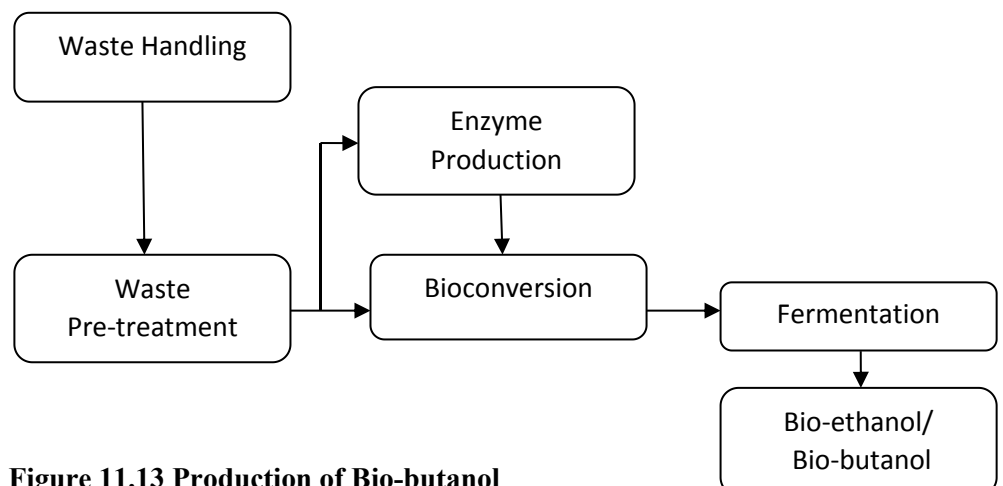 Waste Handling
Enzyme
Production
Waste
Pre-treatment
Bioconversion
Fermentation
Bio-ethanol/
Bio-butanol
Figure 11.13 Production of Bio-butanol